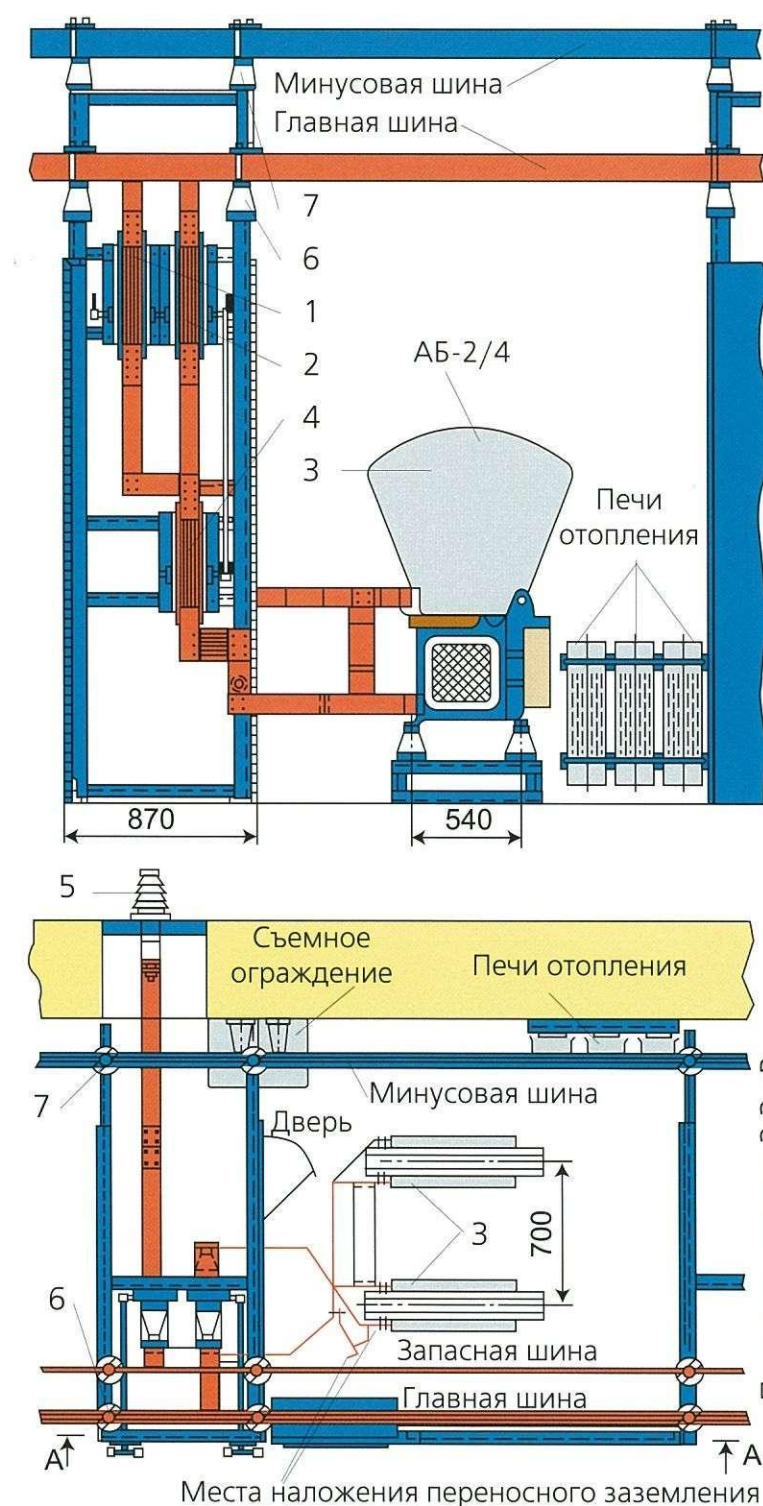 Минусовая шина
Главная шина
7
6
1
2
4
АБ-2/4
3
Печи
отопления
870
540
5
Съемное
ограждение
Печи отопления
7
Минусовая шина
Дверь
3
700
6
Запасная шина
Главная шина
А
А
Места наложения переносного заземления